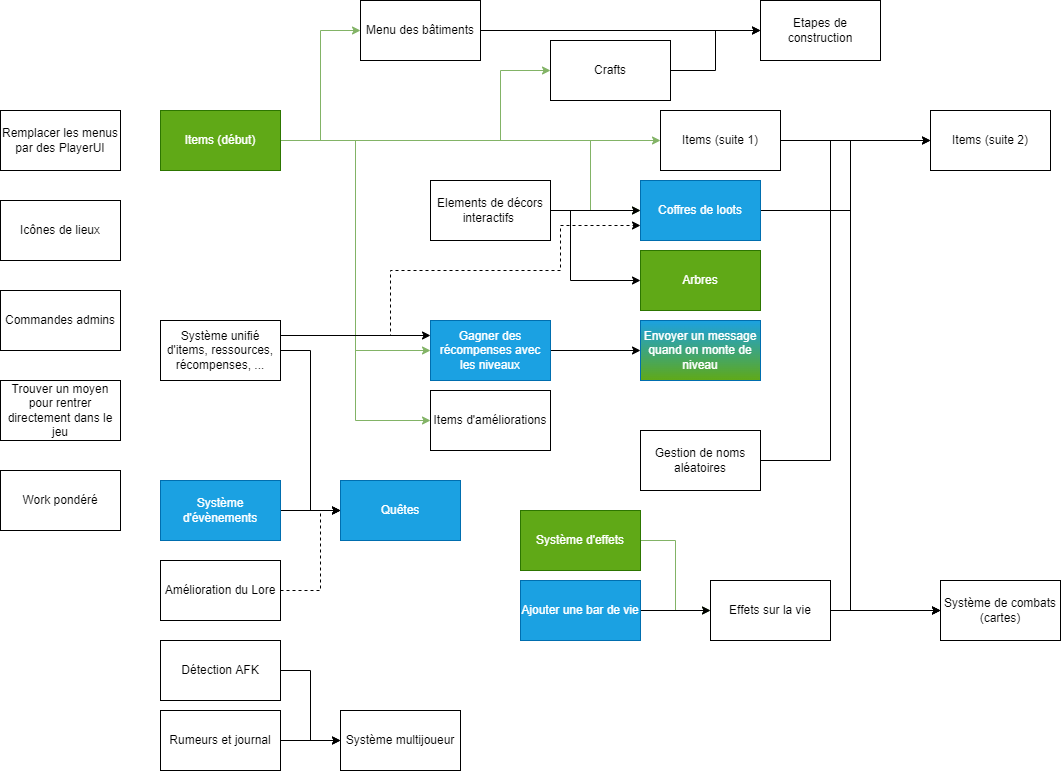 Menu des bâtiments
Etapes de
construction
Crafts
Remplacer les menus
par des PlayerUI
Items (début)
Items (suite 1)
Items (suite 2)
Elements de décors
interactifs
Coffres de loots
Icônes de lieux
Arbres
Commandes admins
Système unifié
d'items, ressources,
récompenses, ...
Gagner des
récompenses avec
les niveaux
Envoyer un message
quand on monte de
niveau
Trouver un moyen
pour rentrer
directement dans le
jeu
Items d'améliorations
Gestion de noms
aléatoires
Work pondéré
Système
d'évènements
Quêtes
Système d'effets
Amélioration du Lore
Ajouter une bar de vie
Effets sur la vie
Système de combats
(cartes)
Détection AFK
Rumeurs et journal
Système multijoueur